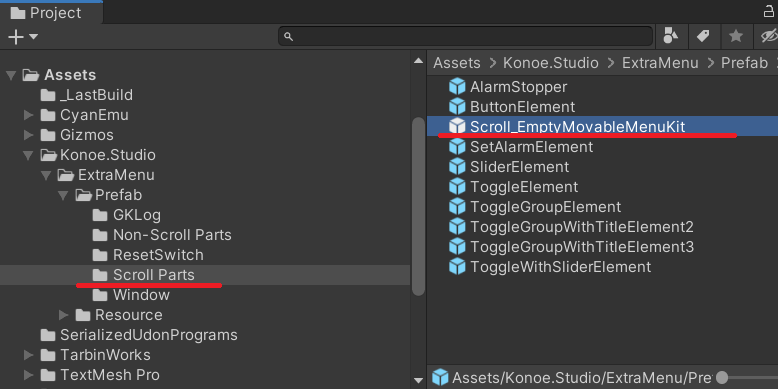 Project
Assets
_LastBuild
CyanEmu
Gizmos
Konoe.Studio
ExtraMenu
Prefab
GKLog
Non-Scroll Parts
ResetSwitch
Scroll Parts
Window
Resource
SerializedUdonPrograms
TarbinWorks
TextMesh Pro
Assets > Konoe.Studio > ExtraMenu > Prefab >
AlarmStopper
ButtonElement
Scroll_EmptyMovableMenuKit
SetAlarmElement
SliderElement
ToggleElement
ToggleGroupElement
ToggleGroupWithTitleElement2
ToggleGroupWithTitleElement3
ToggleWithSliderElement
Assets/Konoe.Studio/ExtraMenu/Pre